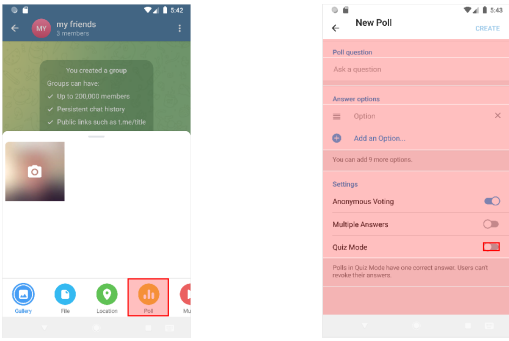 5:42
MY
my friends
3 members
You created a group
Groups can have:
✓ Up to 200,000 members
✓ Persistent chat history
✓ Public links such as t.me/title
Gallery
File
Location
Poll
Mu
5:43
New Poll
CREATE
Poll question
Ask a question
Answer options
Option
Add an Option...
You can add 9 more options.
Settings
Anonymous Voting
Multiple Answers
Quiz Mode
Polls in Quiz Mode have one correct answer. Users can't
revoke their answers.